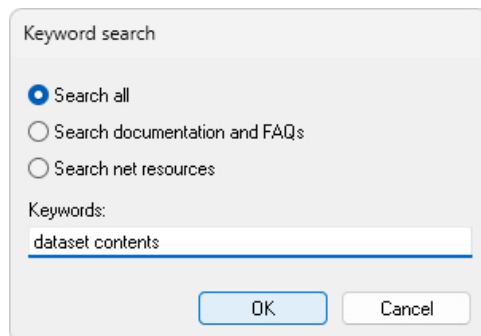 Keyword search
Search all
Search documentation and FAQs
Search net resources
Keywords:
dataset contents
OK Cancel